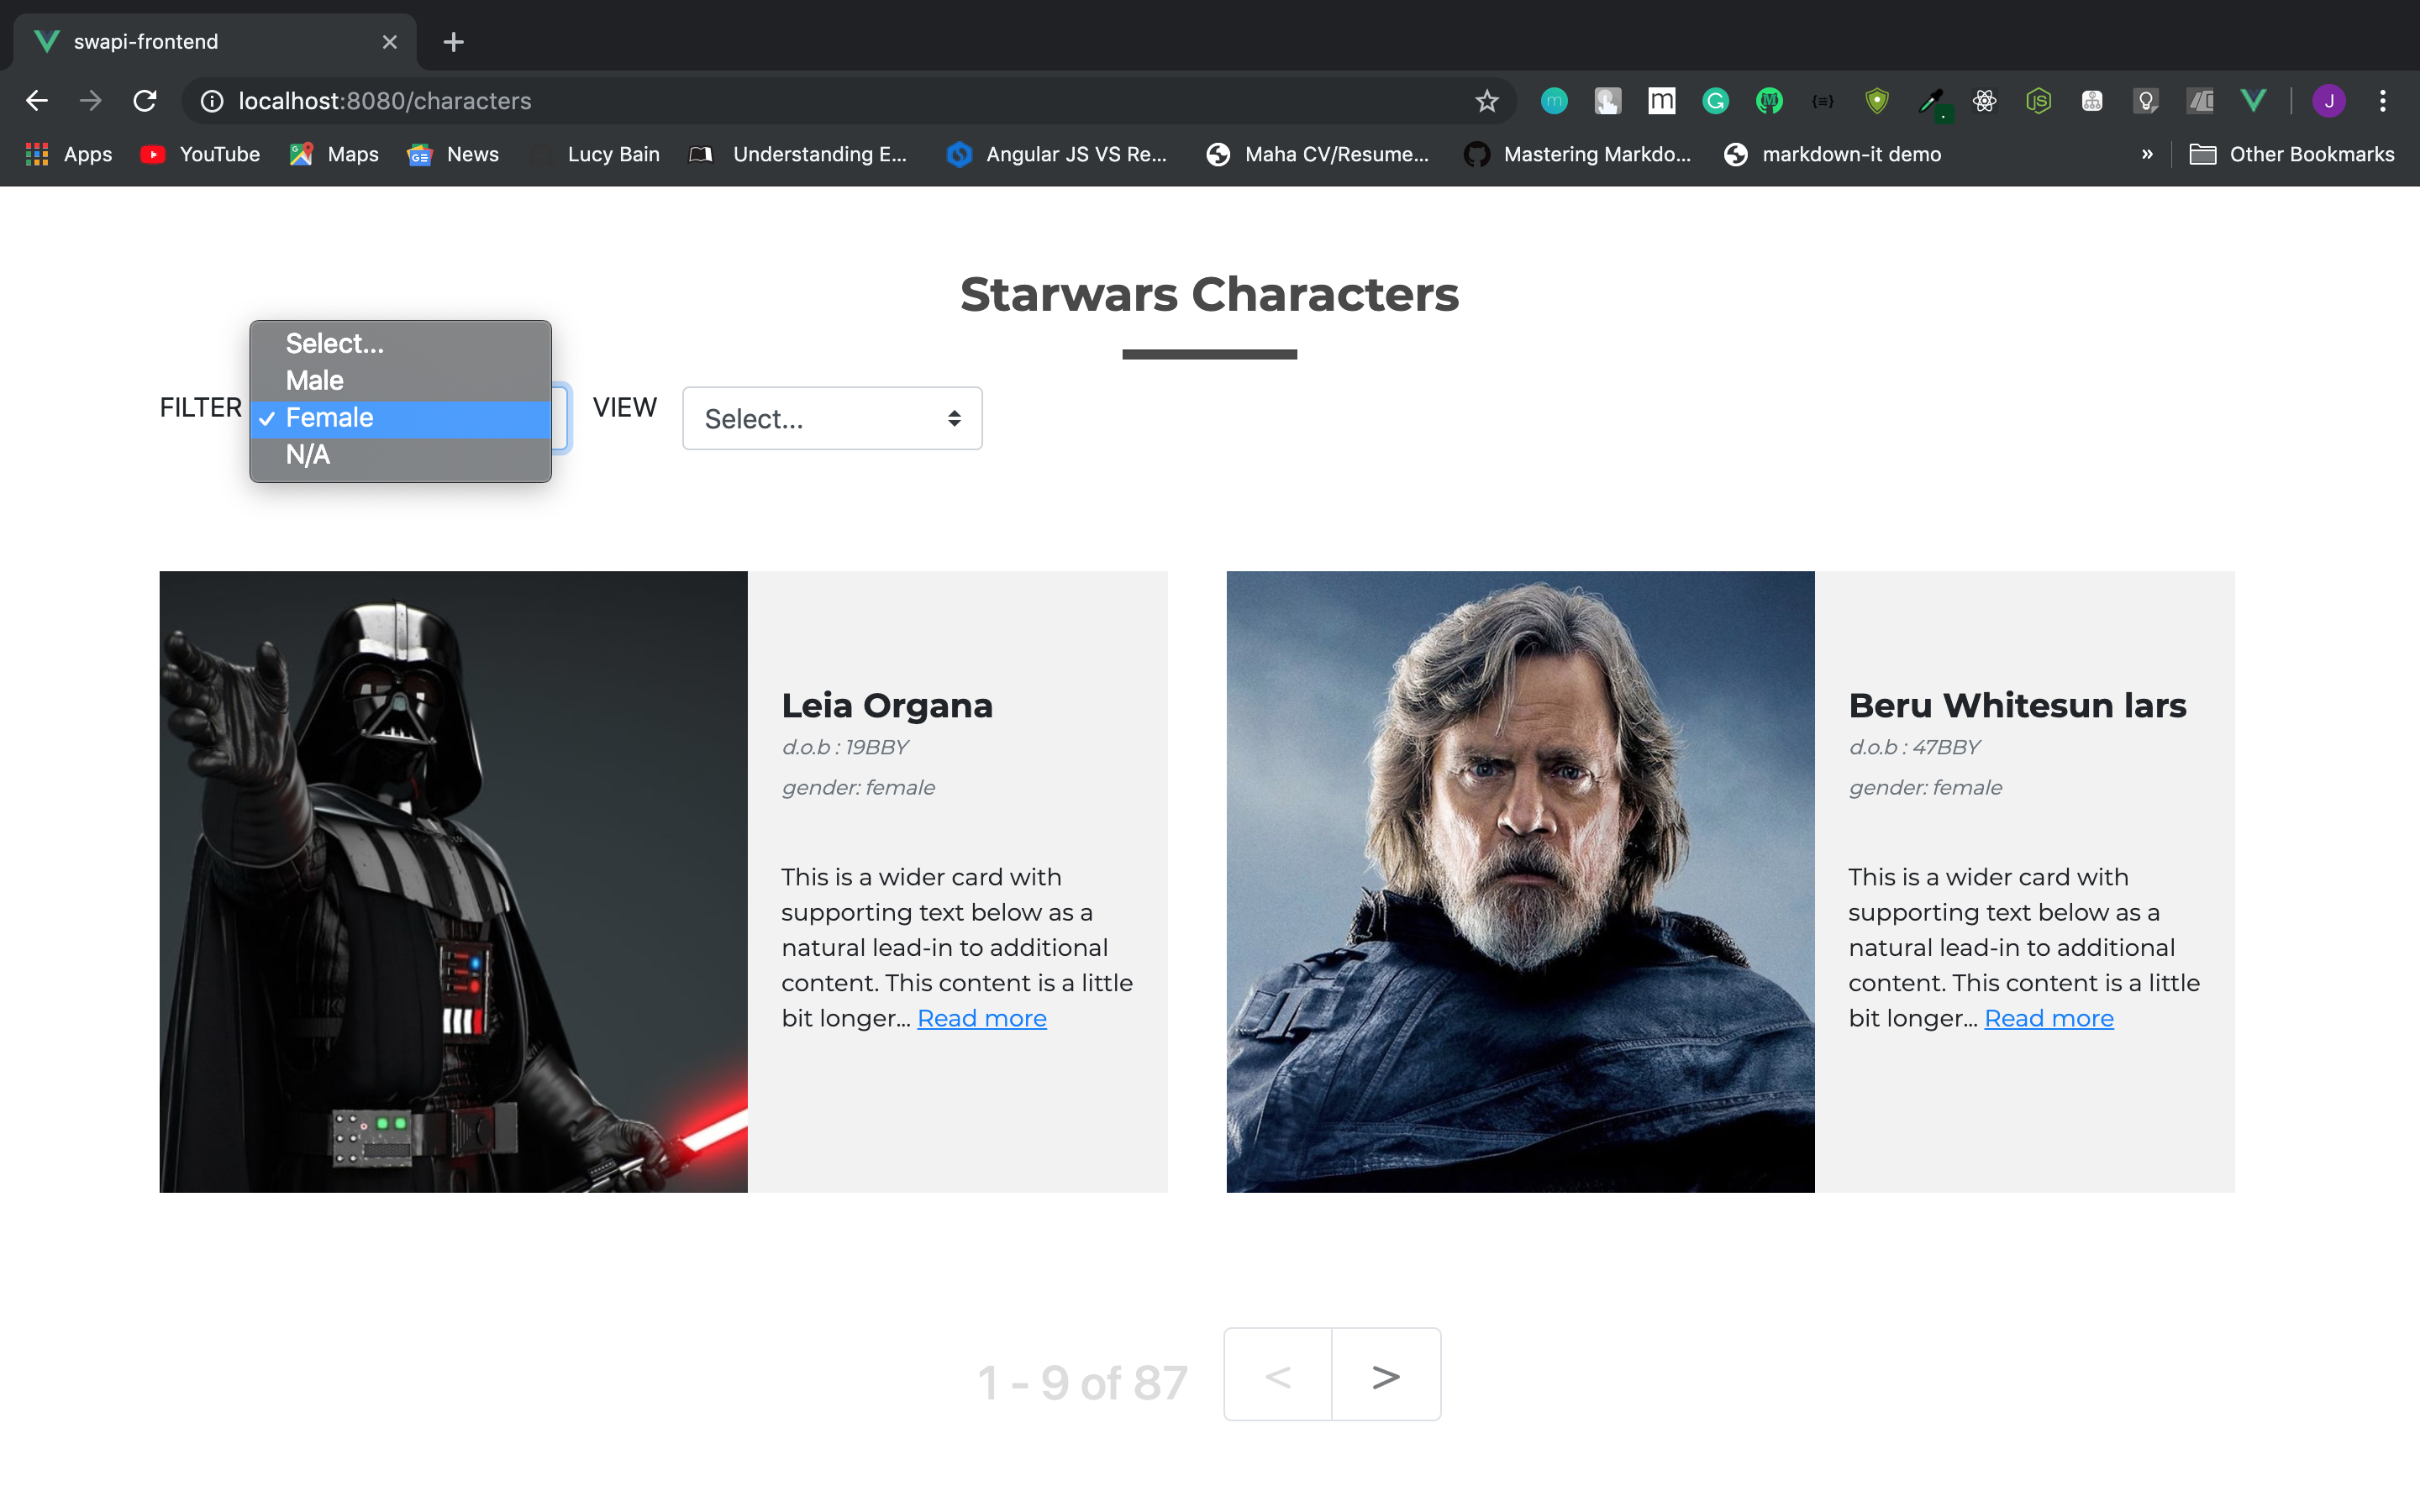 swapi-frontend
localhost:8080/characters
J
Apps YouTube Maps News Lucy Bain Understanding E... Angular JS VS Re... Maha CV/Resume... Mastering Markdo... markdown-it demo » Other Bookmarks
Starwars Characters
Select...
Male
FILTER ✓ Female VIEW Select...
N/A
Leia Organa
d.o.b : 19BBY
gender: female
This is a wider card with
supporting text below as a
natural lead-in to additional
content. This content is a little
bit longer... Read more
Beru Whitesun lars
d.o.b : 47BBY
gender: female
This is a wider card with
supporting text below as a
natural lead-in to additional
content. This content is a little
bit longer... Read more
1 - 9 of 87 < >